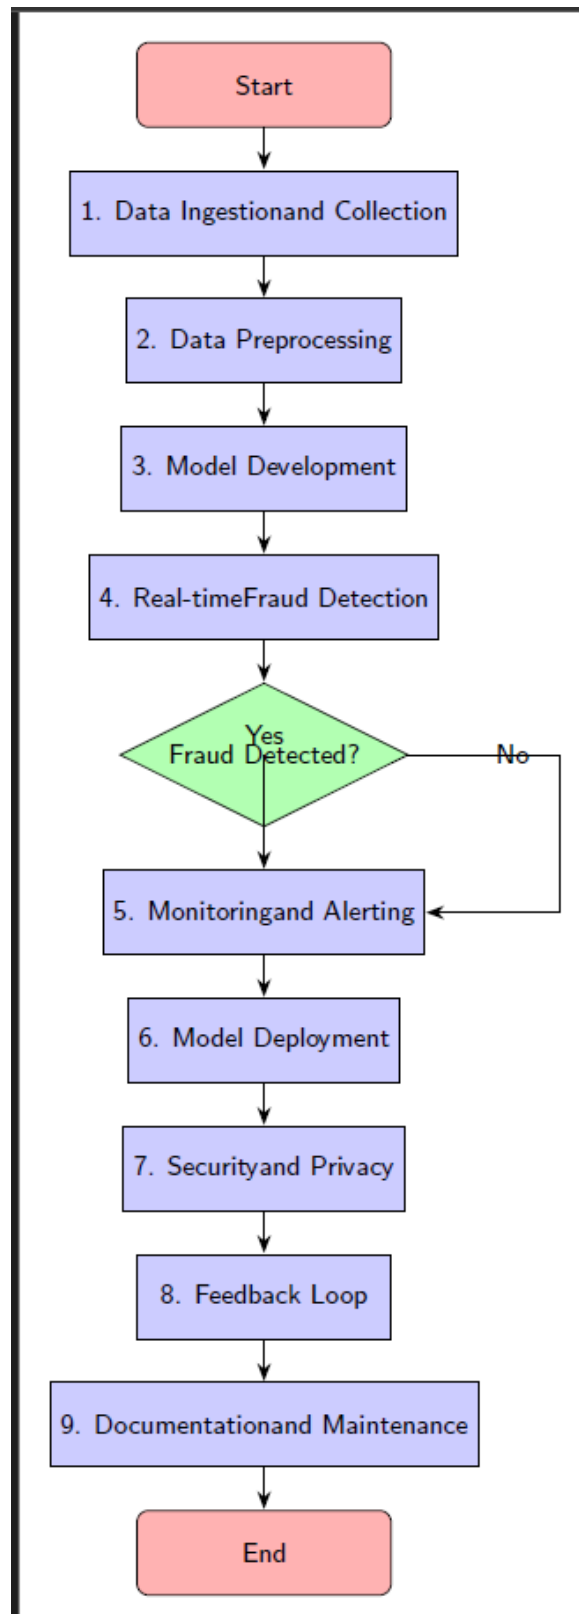 Start
1. Data Ingestionand Collection
2. Data Preprocessing
3. Model Development
4. Real-timeFraud Detection
Yes
Fraud Detected?
No
5. Monitoringand Alerting
6. Model Deployment
7. Securityand Privacy
8. Feedback Loop
9. Documentationand Maintenance
End